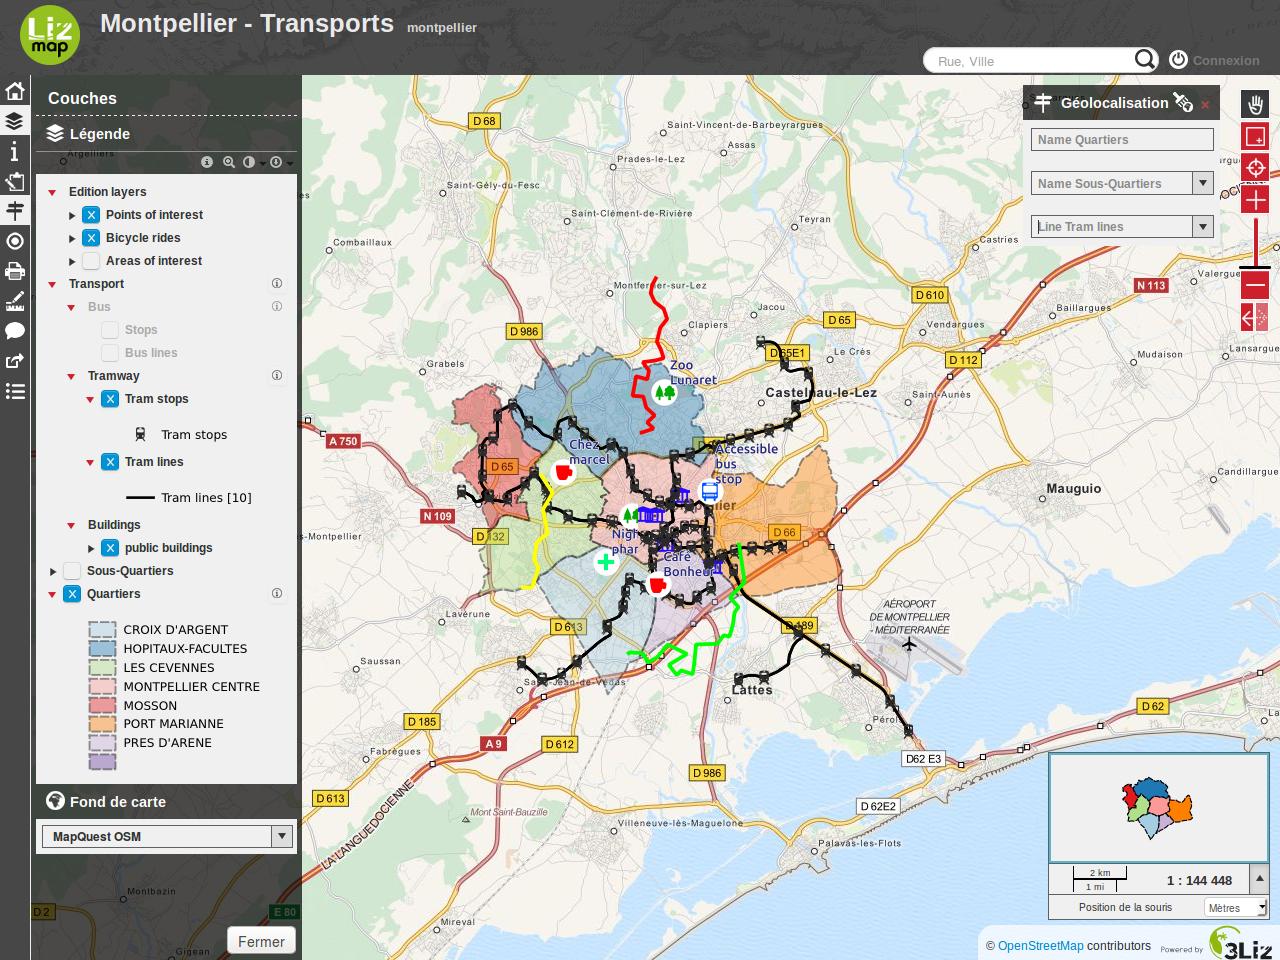 Liz
map
Montpellier - Transports montpellier
Rue, Ville
Connexion
Couches
Légende
Argelliers
Edition layers
Points of interest
Bicycle rides
Areas of interest
Transport
Bus
Stops
Bus lines
Tramway
Tram stops
Tram stops
Tram lines
Tram lines [10]
Buildings
public buildings
Sous-Quartiers
Quartiers
CROIX D'ARGENT
HOPITAUX-FACULTES
LES CEVENNES
MONTPELLIER CENTRE
MOSSON
PORT MARIANNE
PRES D'ARENE
Fond de carte
MapQuest OSM
Montbazin
D 2
E 80
Gigean
Fermer
Géolocalisation
Name Quartiers
Name Sous-Quartiers
Line Tram lines
D 68
Saint-Vincent-de-Barbeyrargues
Assas
Prades-le-Lez
Saint-Gély-du-Fesc
Saint-Clément-de-Rivière
Teyran
Combaillaux
Castries
Montferrier-sur-Lez
N 113
Valergues
D 610
Jacou
Baillargues
D 986
Clapiers
D 65
Vendargues
D 65E1
Le Crès
Mudaison
Lansargues
Grabels
Zoo
Lunaret
D 112
Castelnau-le-Lez
Saint-Aunès
A 750
Chez
marcel
Accessible
bus
stop
D 65
Candillargues
Mauguio
N 109
D 132
D 66
Café
Bonheur
Lavérune
AÉROPORT
DE MONTPELLIER
- MÉDITERRANÉE
D 613
D 189
Saussan
Saint-Jean-de-Védas
Lattes
D 62
D 185
Pérols
A 9
D 612
Fabrègues
D62 E3
D 986
D 613
D 62E2
LA LANGUEDOCIENNE
Mont Saint-Bauzille
Villeneuve-lès-Maguelone
Palavas-les-Flots
Mireval
2 km
1 mi
1 : 144 448
Position de la souris
Mètres
© OpenStreetMap contributors
Powered by
3Liz